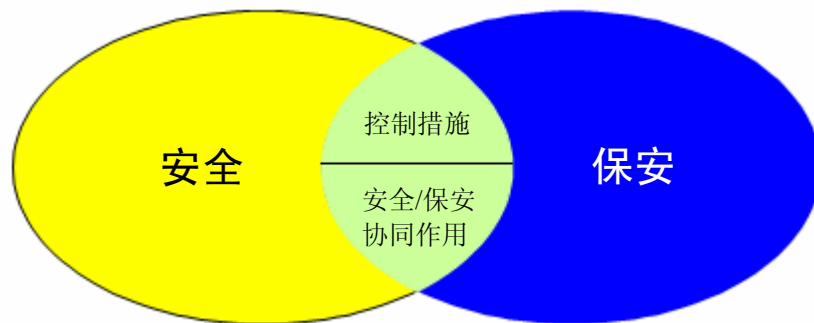 安全
控制措施
安全/保安
协同作用
保安